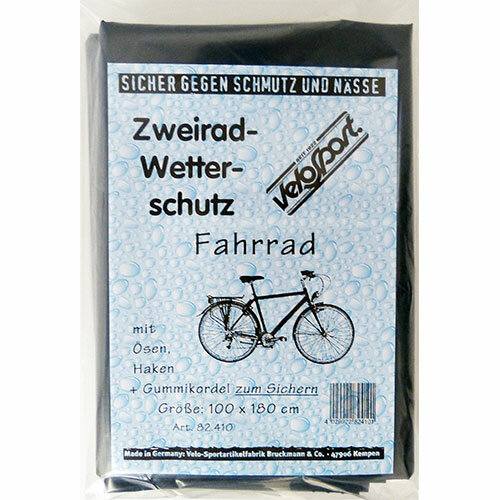 SICHER GEGEN SCHMUTZ UND NÄSSE
Zweirad-
Wetter-
schutz
VeloSport.
Fahrrad
mit
Ösen,
Haken
+ Gummikordel zum Sichern
Größe: 100 x 180 cm
Art. 82.410
Made in Germany: Velo-Sportartikelfabrik Bruckmann & Co. - 47906 Kempen